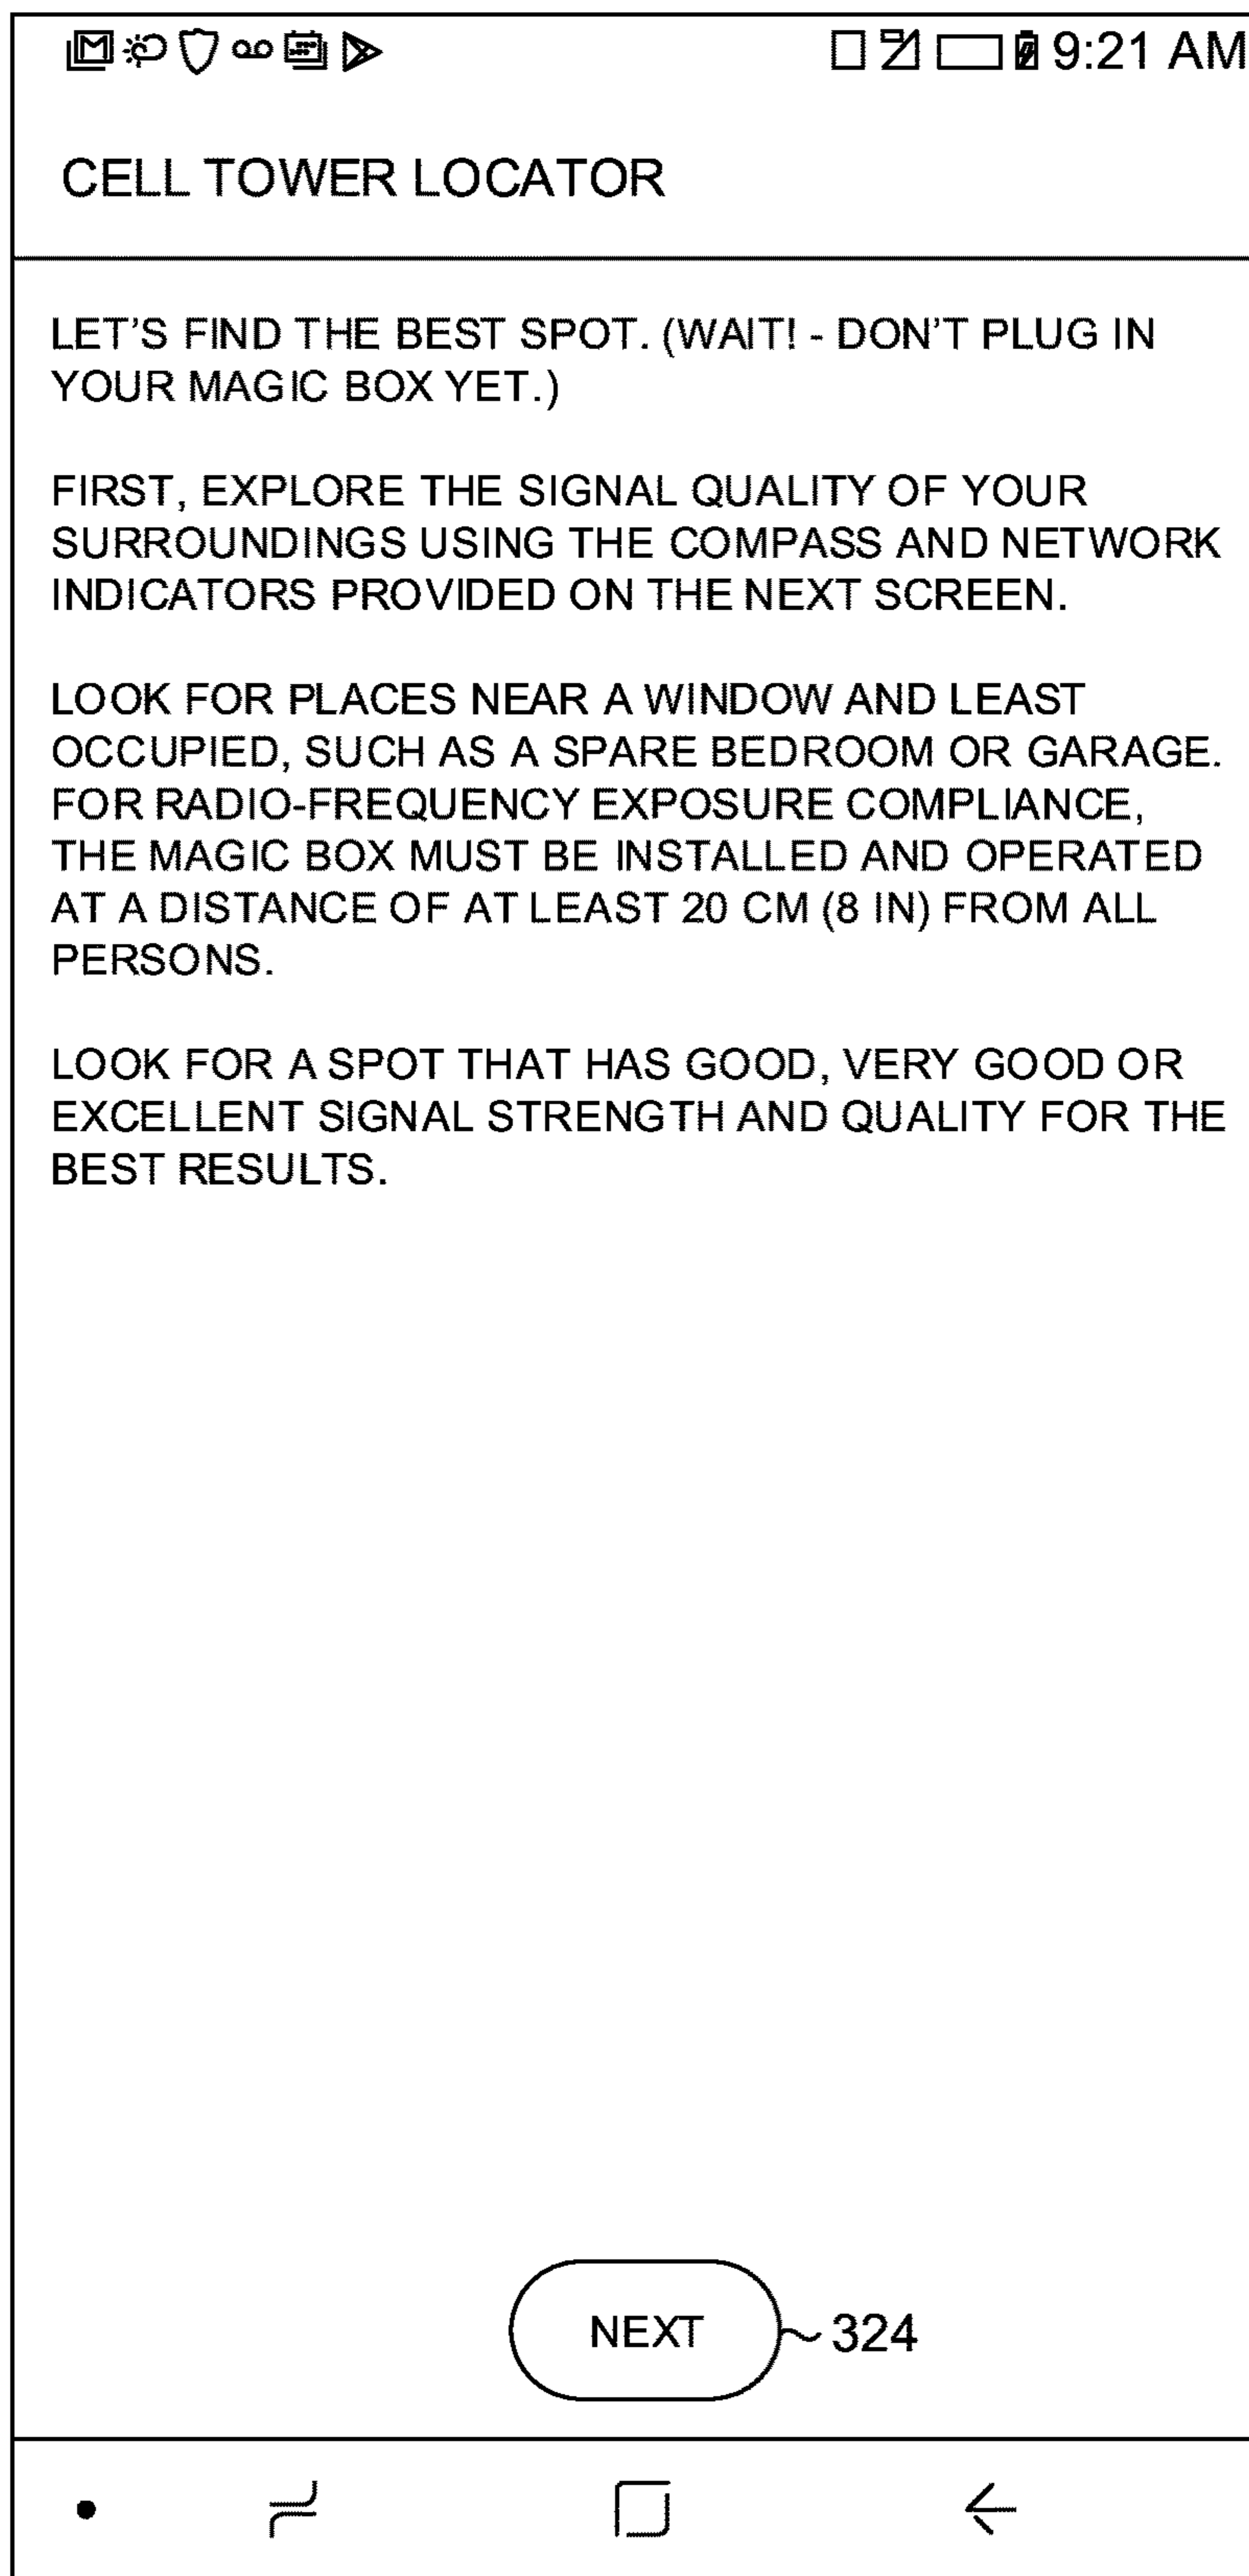 9:21 AM
CELL TOWER LOCATOR
LET'S FIND THE BEST SPOT. (WAIT! - DON'T PLUG IN
YOUR MAGIC BOX YET.)
FIRST, EXPLORE THE SIGNAL QUALITY OF YOUR
SURROUNDINGS USING THE COMPASS AND NETWORK
INDICATORS PROVIDED ON THE NEXT SCREEN.
LOOK FOR PLACES NEAR A WINDOW AND LEAST
OCCUPIED, SUCH AS A SPARE BEDROOM OR GARAGE.
FOR RADIO-FREQUENCY EXPOSURE COMPLIANCE,
THE MAGIC BOX MUST BE INSTALLED AND OPERATED
AT A DISTANCE OF AT LEAST 20 CM (8 IN) FROM ALL
PERSONS.
LOOK FOR A SPOT THAT HAS GOOD, VERY GOOD OR
EXCELLENT SIGNAL STRENGTH AND QUALITY FOR THE
BEST RESULTS.
NEXT 324